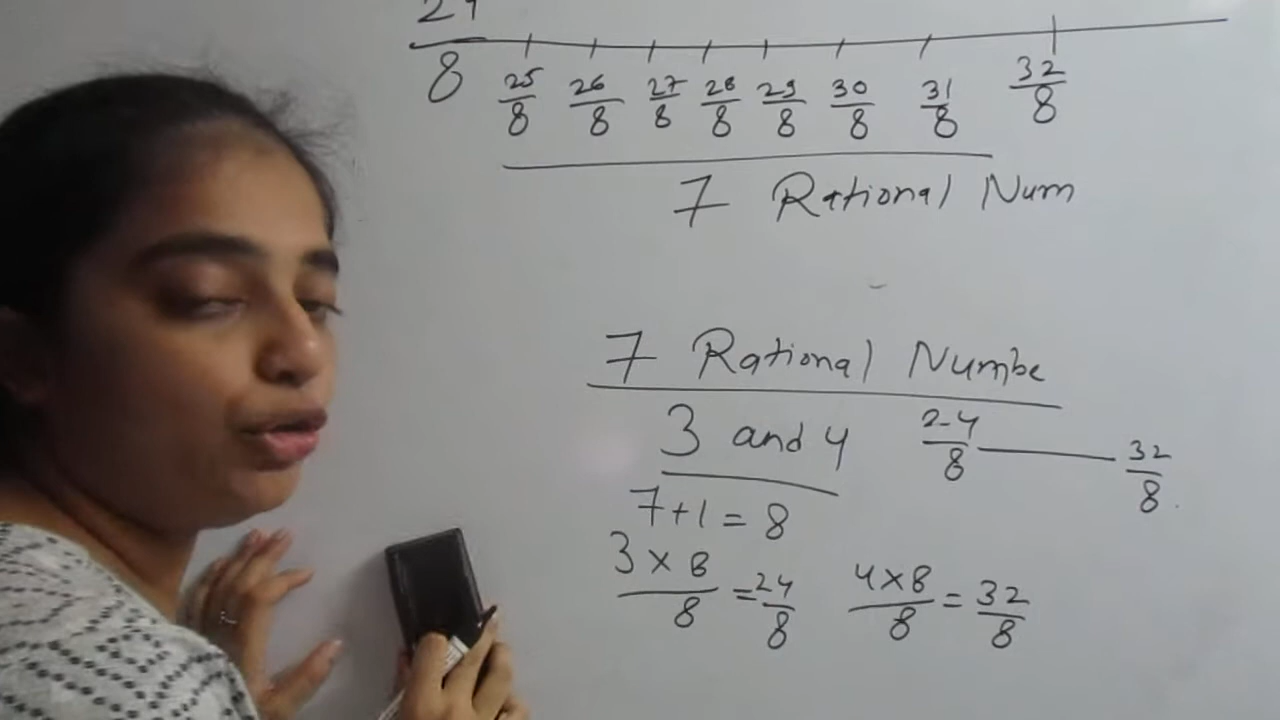 24/8 25/8 26/8 27/8 28/8 29/8 30/8 31/8 32/8
7 Rational Num
7 Rational Numbe
3 and 4 24/8 32/8
7+1 = 8
3 × 8/8 = 24/8 4×8/8 = 32/8